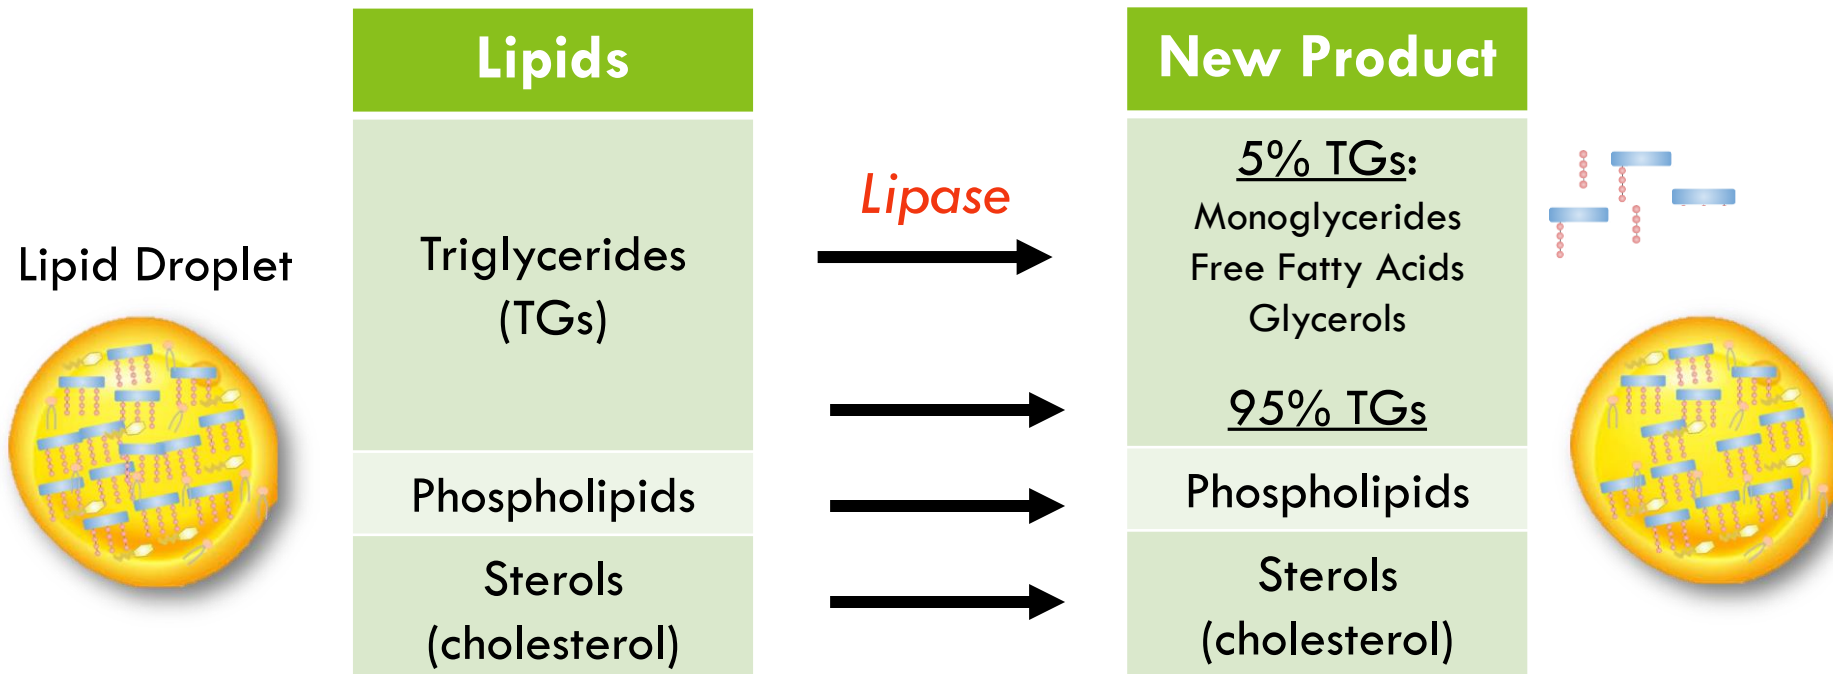 Lipid Droplet
Lipids
Triglycerides
(TGs)
Phospholipids
Sterols
(cholesterol)
Lipase
New Product
5% TGs:
Monoglycerides
Free Fatty Acids
Glycerols
95% TGs
Phospholipids
Sterols
(cholesterol)